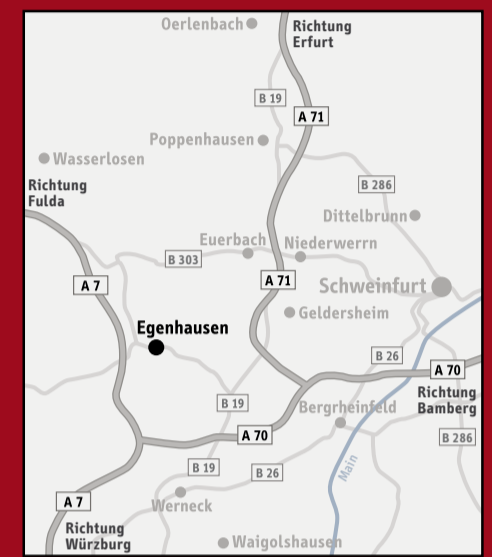 Oerlenbach
Richtung
Erfurt
B 19
A 71
Poppenhausen
Wasserlosen
Richtung
Fulda
B 286
Dittelbrunn
Euerbach
Niederwerrn
B 303
A 7
A 71
Schweinfurt
Geldersheim
Egenhausen
B 26
A 70
Richtung
Bamberg
B 19
Bergrheinfeld
A 70
B 286
B 19
B 26
Main
A 7
Werneck
Richtung
Würzburg
Waigolshausen